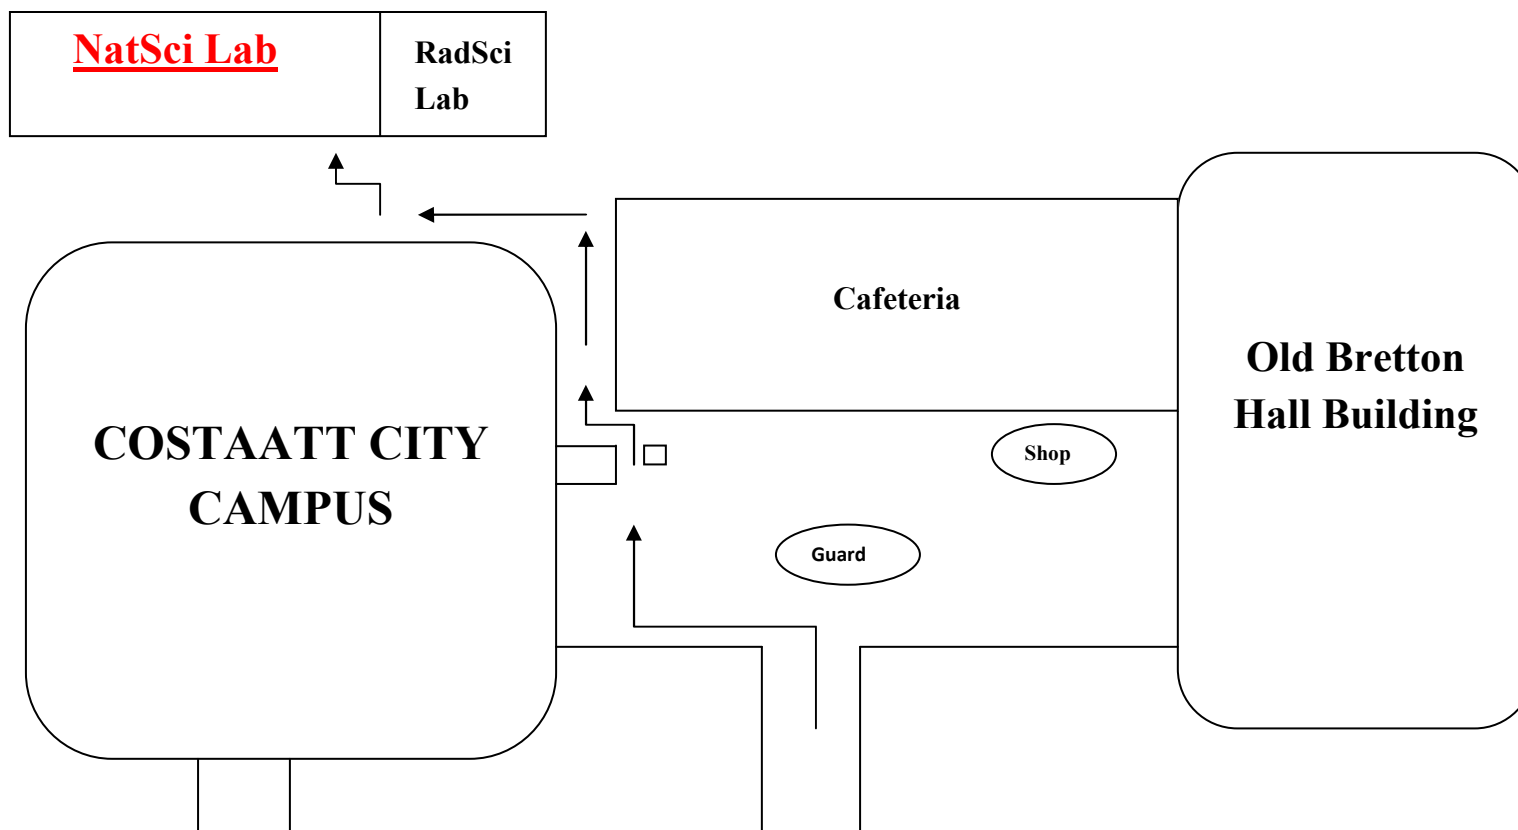 NatSci Lab
RadSci
Lab
Cafeteria
Old Bretton
Hall Building
COSTAATT CITY
CAMPUS
Shop
Guard